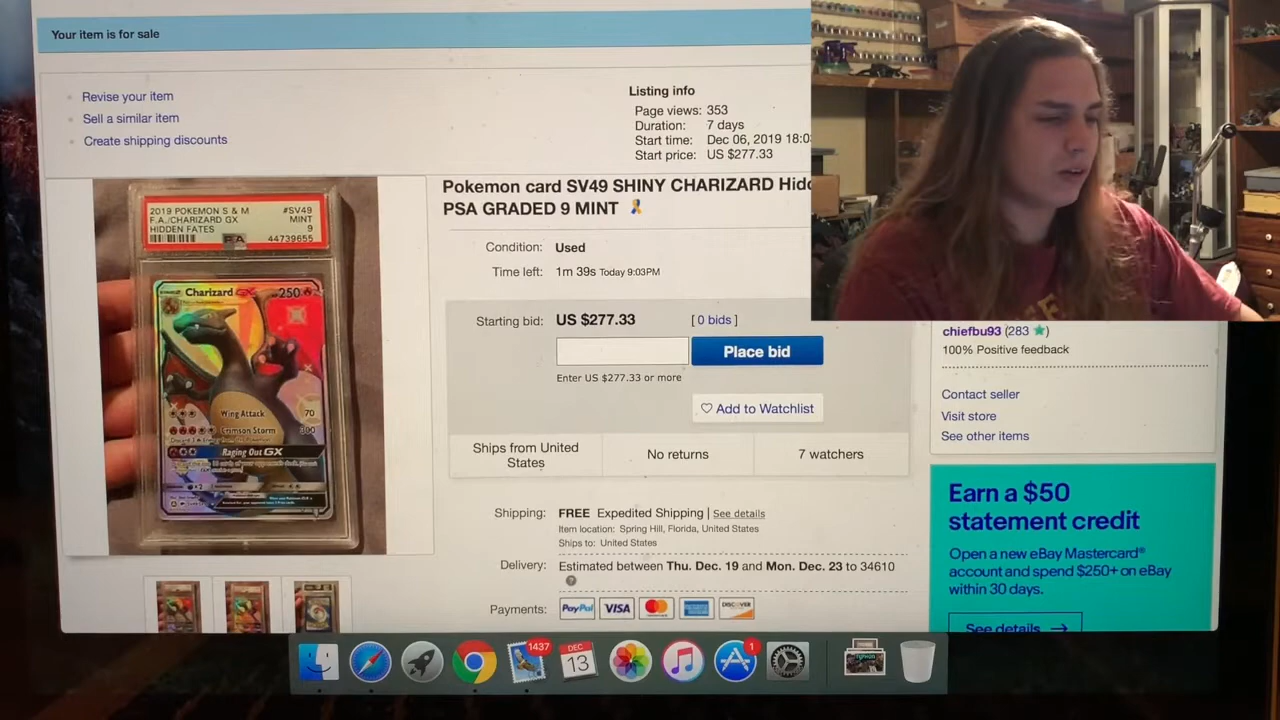 Your item is for sale
Revise your item
Sell a similar item
Create shipping discounts
Listing info
Page views: 353
Duration: 7 days
Start time: Dec 06, 2019 18:03
Start price: US $277.33
2019 POKEMON S & M #SV49
F.A./CHARIZARD GX MINT
HIDDEN FATES 9
PSA 44739655
Charizard GX 250
Wing Attack 70
Crimson Storm 300
Raging Out GX
Pokemon card SV49 SHINY CHARIZARD Hidd
PSA GRADED 9 MINT
Condition: Used
Time left: 1m 39s Today 9:03PM
Starting bid: US $277.33 [ 0 bids ]
Place bid
Enter US $277.33 or more
Add to Watchlist
Ships from United States
No returns
7 watchers
Shipping: FREE Expedited Shipping | See details
Item location: Spring Hill, Florida, United States
Ships to: United States
Delivery: Estimated between Thu. Dec. 19 and Mon. Dec. 23 to 34610
?
Payments: PayPal VISA DISCOVER
chiefbu93 (283 ★)
100% Positive feedback
Contact seller
Visit store
See other items
Earn a $50
statement credit
Open a new eBay Mastercard®
account and spend $250+ on eBay
within 30 days.
See details →
1437
DEC
13
1